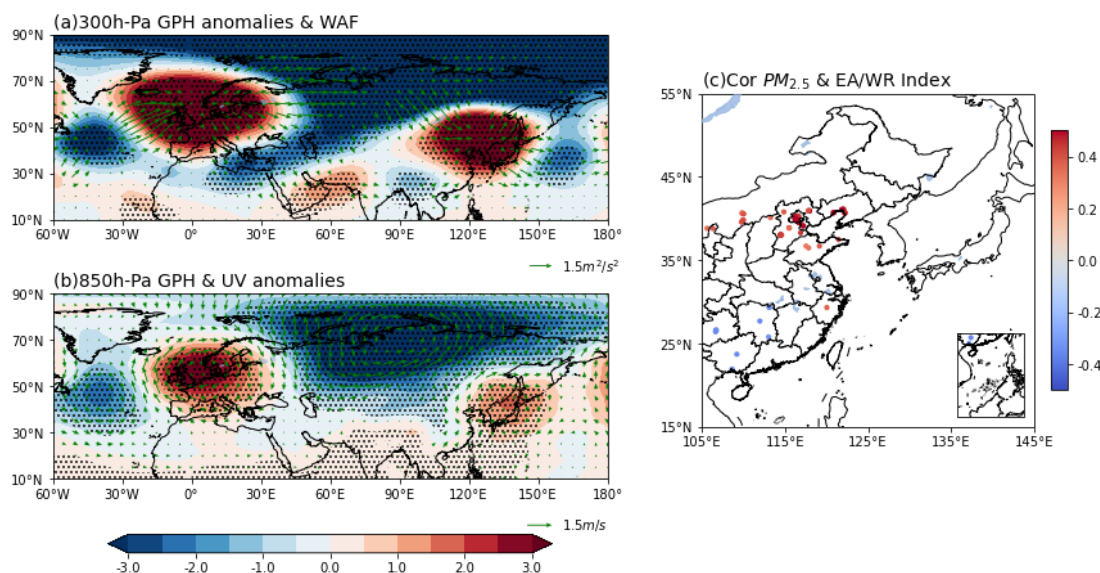 (a)300h-Pa GPH anomalies & WAF
90°N
70°N
50°N
30°N
10°N
60°W 30°W 0° 30°E 60°E 90°E 120°E 150°E 180°
1.5m²/s²
(b)850h-Pa GPH & UV anomalies
90°N
70°N
50°N
30°N
10°N
60°W 30°W 0° 30°E 60°E 90°E 120°E 150°E 180°
1.5m/s
-3.0 -2.0 -1.0 0.0 1.0 2.0 3.0
(c)Cor PM₂.₅ & EA/WR Index
55°N
45°N
35°N
25°N
15°N
105°E 115°E 125°E 135°E 145°E
0.4
0.2
0.0
-0.2
-0.4